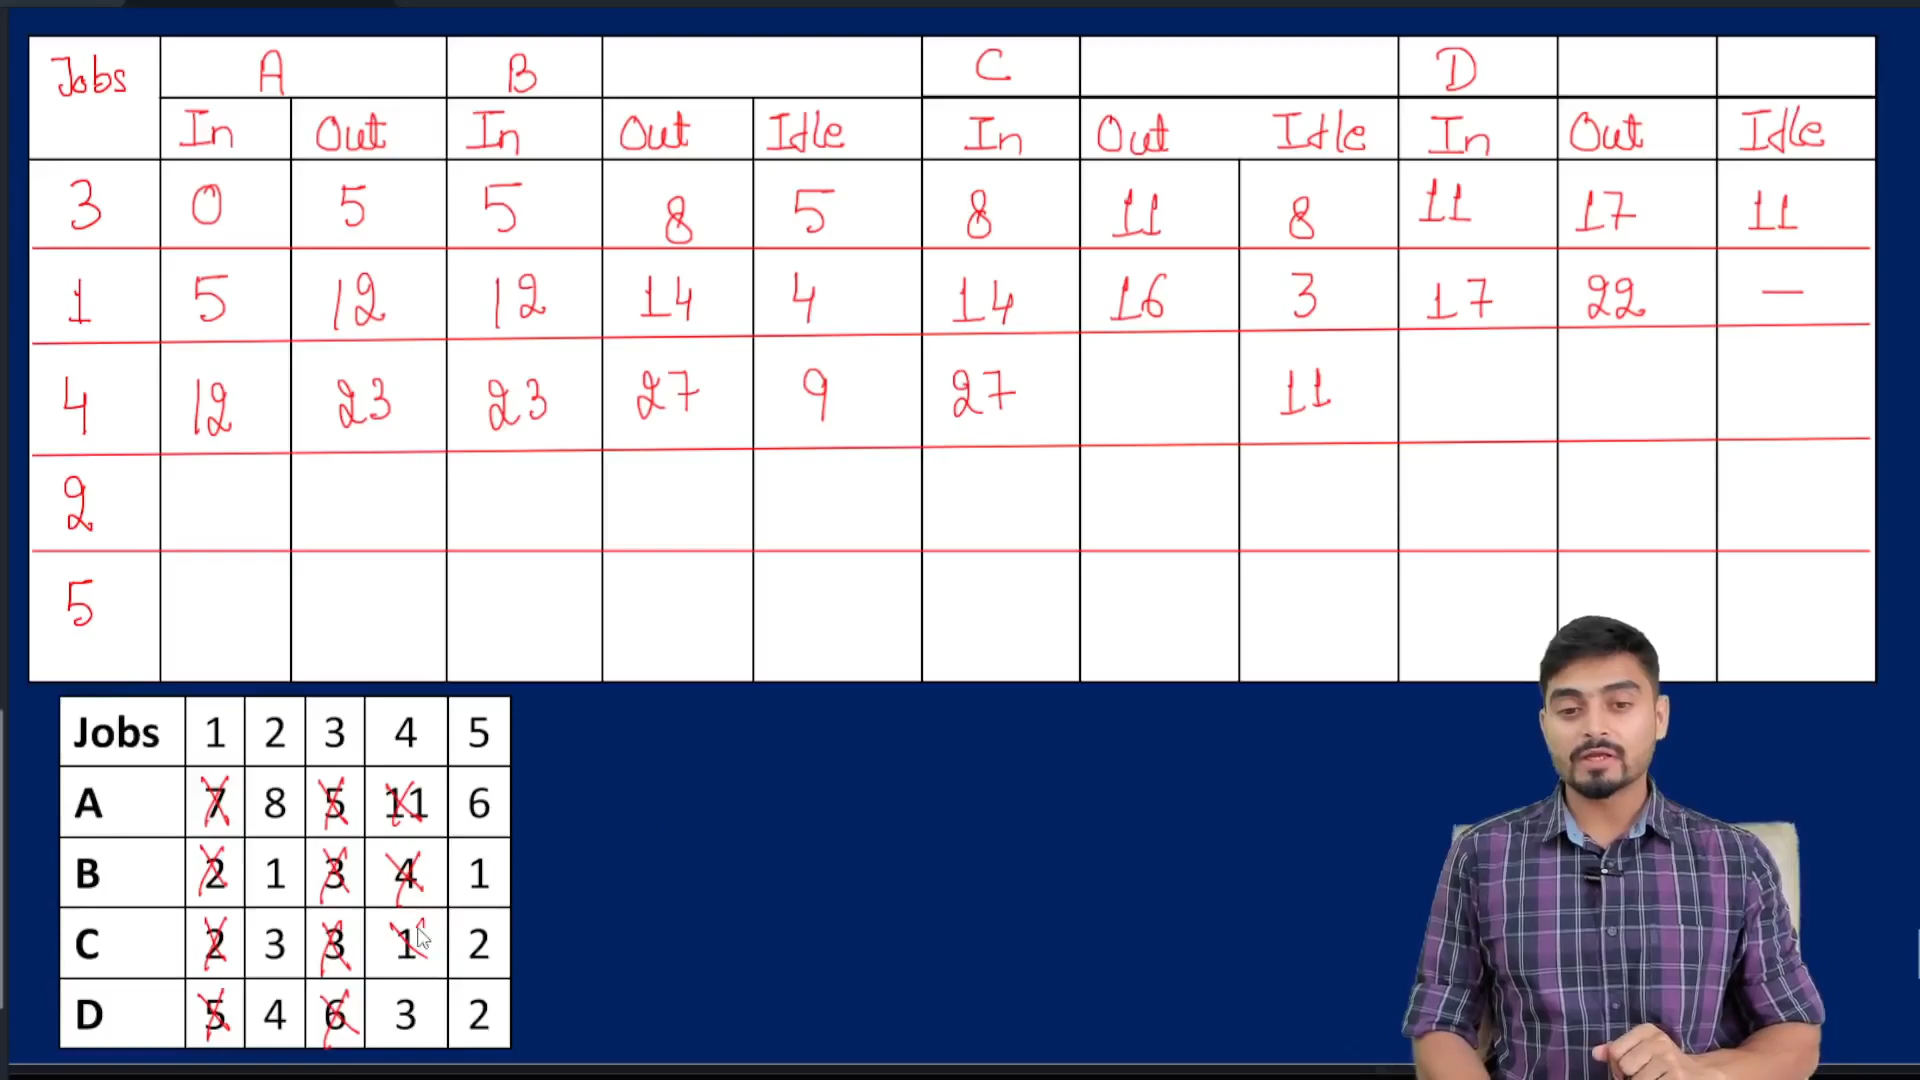 Jobs A B C D
In Out In Out Idle In Out Idle In Out Idle
3 0 5 5 8 5 8 11 8 11 17 11
1 5 12 12 14 4 14 16 3 17 22 —
4 12 23 23 27 9 27 11
2
5
Jobs 1 2 3 4 5
A 7 8 5 11 6
B 2 1 3 4 1
C 2 3 3 1 2
D 5 4 6 3 2